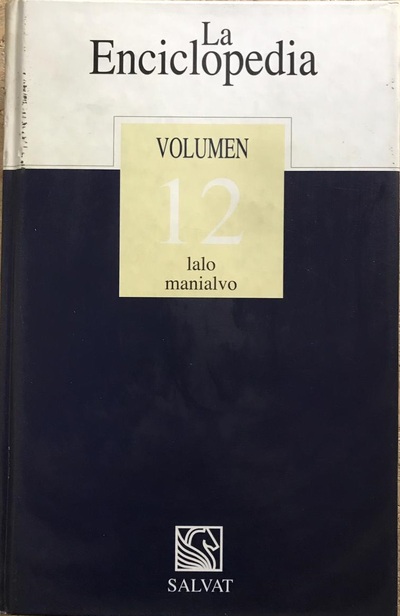 La
Enciclopedia
VOLUMEN
12
lalo
manialvo
SALVAT